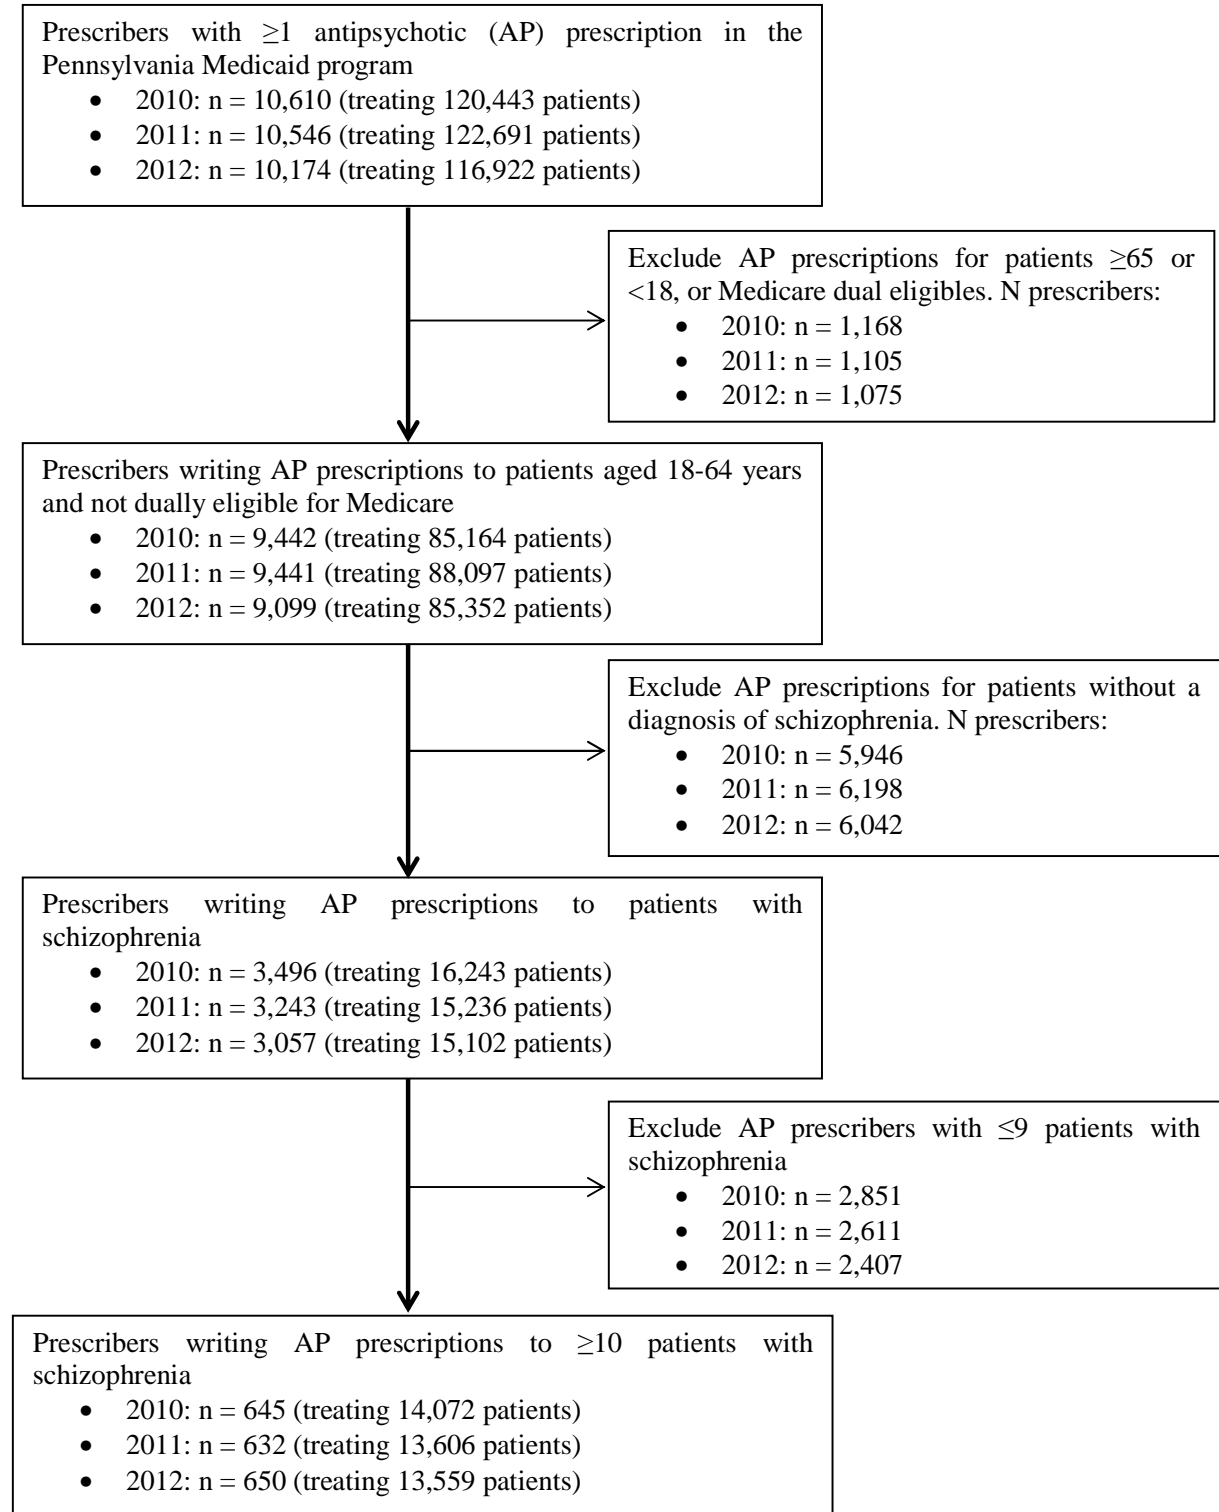 Prescribers with ≥1 antipsychotic (AP) prescription in the
Pennsylvania Medicaid program
• 2010: n = 10,610 (treating 120,443 patients)
• 2011: n = 10,546 (treating 122,691 patients)
• 2012: n = 10,174 (treating 116,922 patients)
Exclude AP prescriptions for patients ≥65 or
<18, or Medicare dual eligibles. N prescribers:
• 2010: n = 1,168
• 2011: n = 1,105
• 2012: n = 1,075
Prescribers writing AP prescriptions to patients aged 18-64 years
and not dually eligible for Medicare
• 2010: n = 9,442 (treating 85,164 patients)
• 2011: n = 9,441 (treating 88,097 patients)
• 2012: n = 9,099 (treating 85,352 patients)
Exclude AP prescriptions for patients without a
diagnosis of schizophrenia. N prescribers:
• 2010: n = 5,946
• 2011: n = 6,198
• 2012: n = 6,042
Prescribers writing AP prescriptions to patients with
schizophrenia
• 2010: n = 3,496 (treating 16,243 patients)
• 2011: n = 3,243 (treating 15,236 patients)
• 2012: n = 3,057 (treating 15,102 patients)
Exclude AP prescribers with ≤9 patients with
schizophrenia
• 2010: n = 2,851
• 2011: n = 2,611
• 2012: n = 2,407
Prescribers writing AP prescriptions to ≥10 patients with
schizophrenia
• 2010: n = 645 (treating 14,072 patients)
• 2011: n = 632 (treating 13,606 patients)
• 2012: n = 650 (treating 13,559 patients)